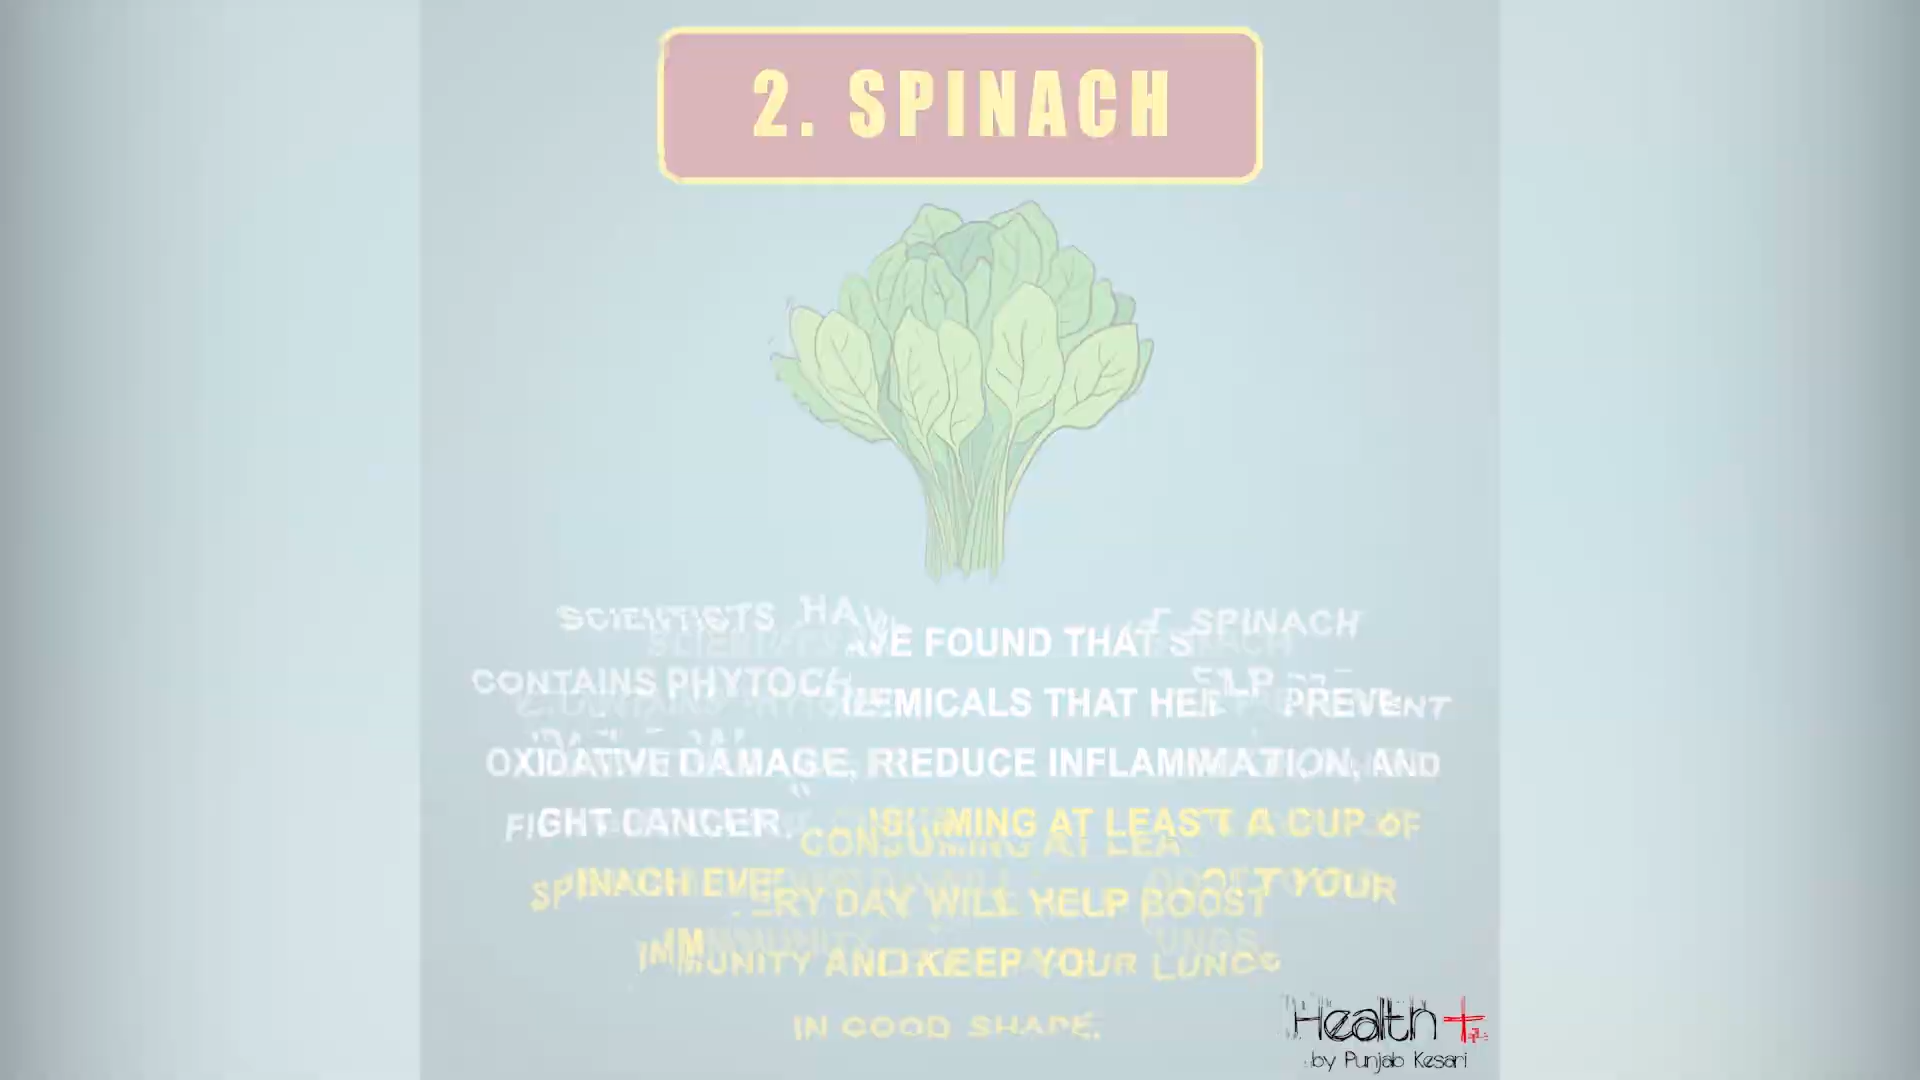 2. SPINACH
SCIENTISTS HAVE FOUND THAT SPINACH
CONTAINS PHYTOCHEMICALS THAT HELP PREVENT
OXIDATIVE DAMAGE, REDUCE INFLAMMATION, AND
FIGHT CANCER. CONSUMING AT LEAST A CUP OF
SPINACH EVERY DAY WILL HELP BOOST YOUR
IMMUNITY AND KEEP YOUR LUNGS
IN GOOD SHAPE.
Health+
by Punjab Kesari